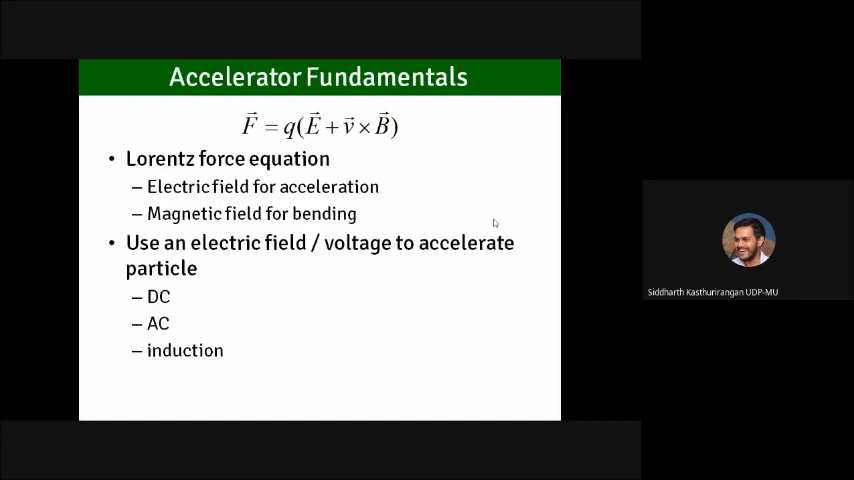 Accelerator Fundamentals
F⃗ = q(E⃗ + v⃗ × B⃗)
• Lorentz force equation
– Electric field for acceleration
– Magnetic field for bending
• Use an electric field / voltage to accelerate
particle
– DC
– AC
– induction
Siddharth Kasthurirangan UDP-MU